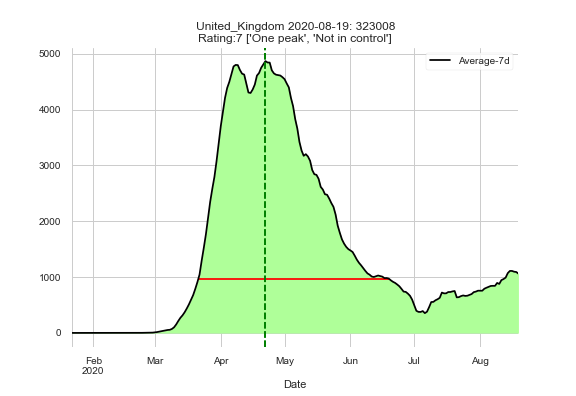 United_Kingdom 2020-08-19: 323008
Rating:7 ['One peak', 'Not in control']
Average-7d
5000
4000
3000
2000
1000
0
Feb
2020
Mar
Apr
May
Jun
Jul
Aug
Date